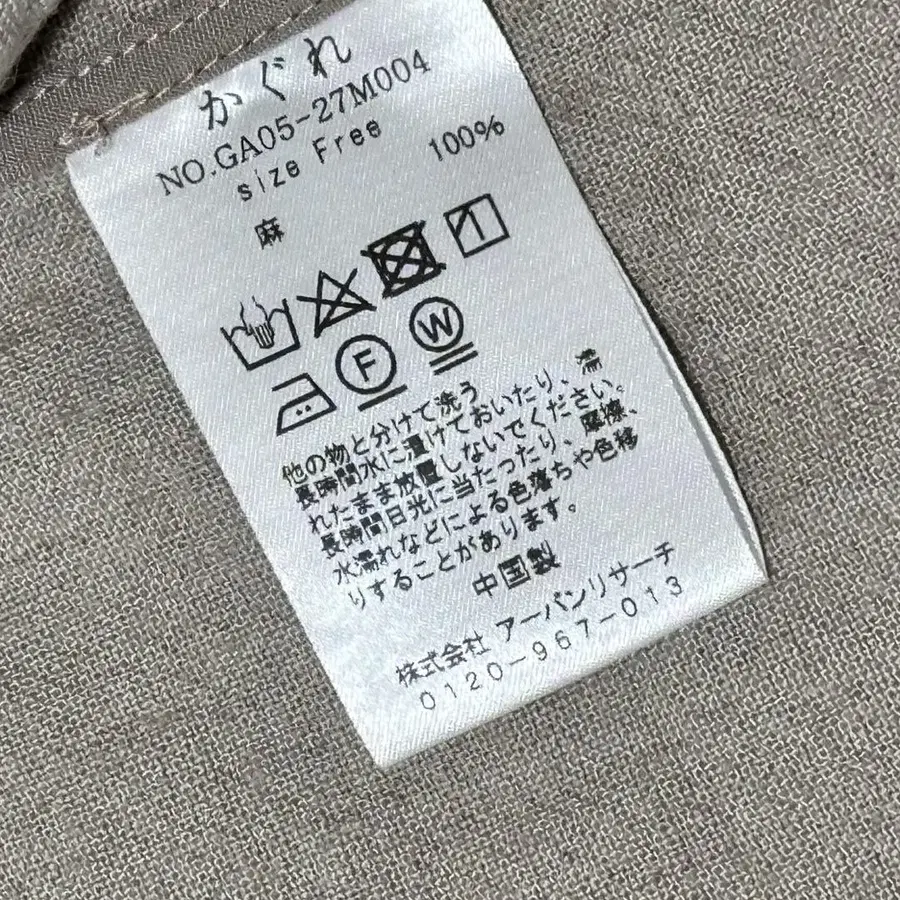 かぐれ
NO.GA05-27M004
size Free
麻 100%
F W
他の物と分けて洗う
長時間水に漬けておいたり、濡
れたまま放置しないでください。
長時間日光に当たったり、摩擦、
水濡れなどによる色落ちや色移
りすることがあります。
中国製
株式会社 アーバンリサーチ
0120-967-013